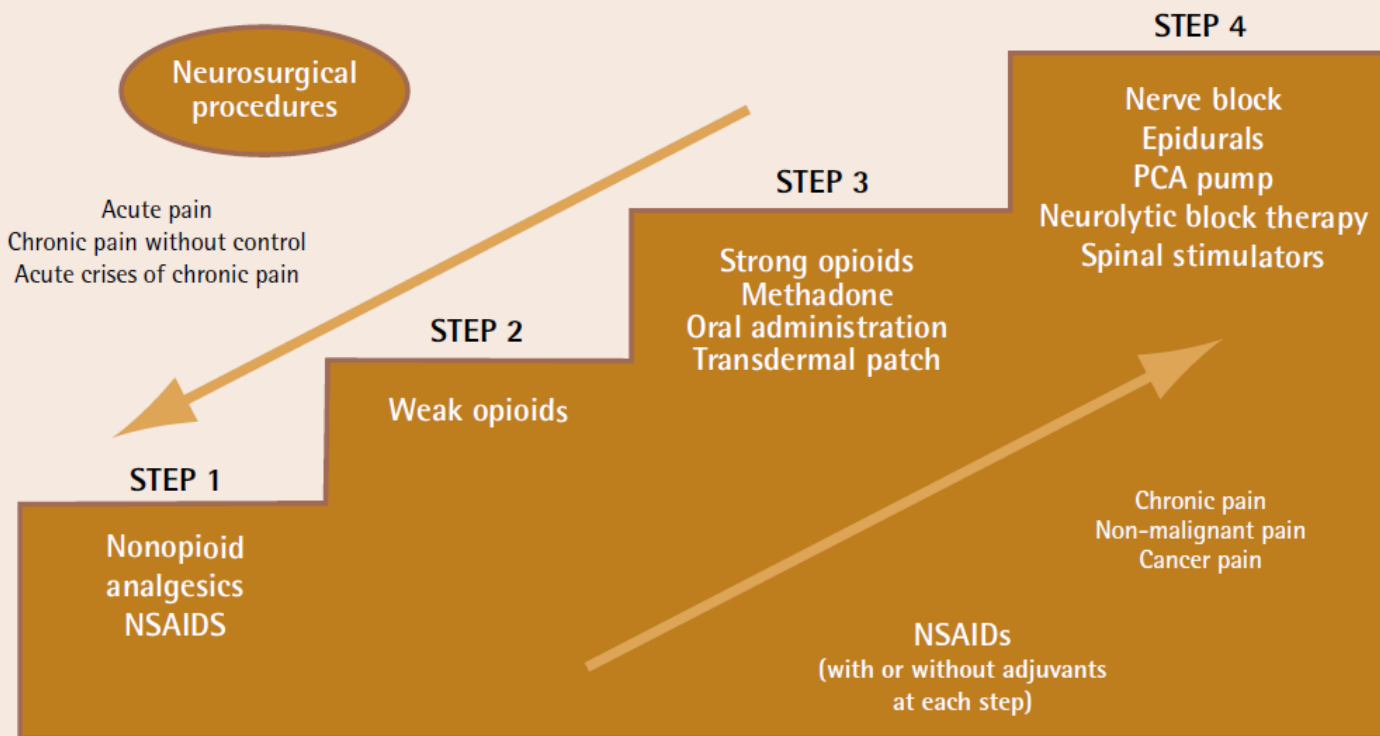 Neurosurgical
procedures
Acute pain
Chronic pain without control
Acute crises of chronic pain
STEP 1
Nonopioid
analgesics
NSAIDS
STEP 2
Weak opioids
STEP 3
Strong opioids
Methadone
Oral administration
Transdermal patch
STEP 4
Nerve block
Epidurals
PCA pump
Neurolytic block therapy
Spinal stimulators
Chronic pain
Non-malignant pain
Cancer pain
NSAIDs
(with or without adjuvants
at each step)